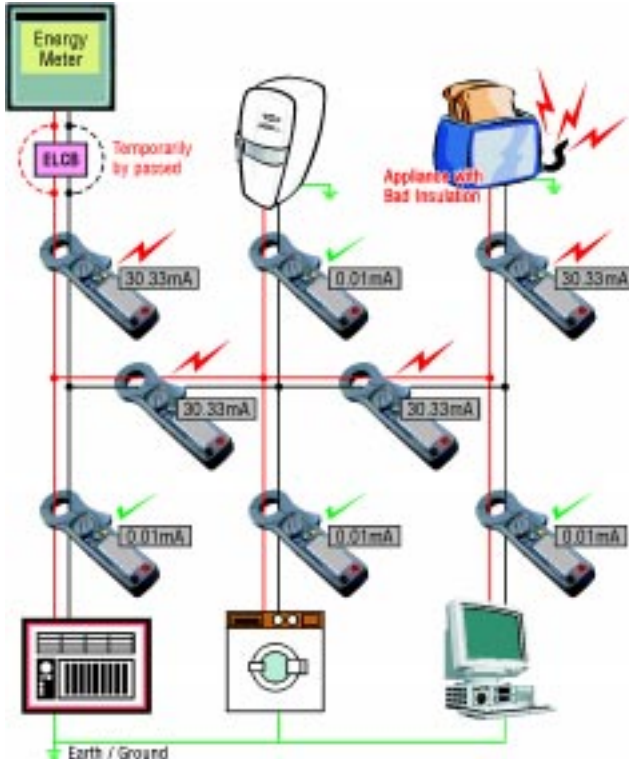 Energy
Meter
ELCB
Temporarily
by passed
Appliance with
Bad Insulation
30.33mA
0.01mA
30.33mA
30.33mA
30.33mA
0.01mA
0.01mA
0.01mA
Earth / Ground